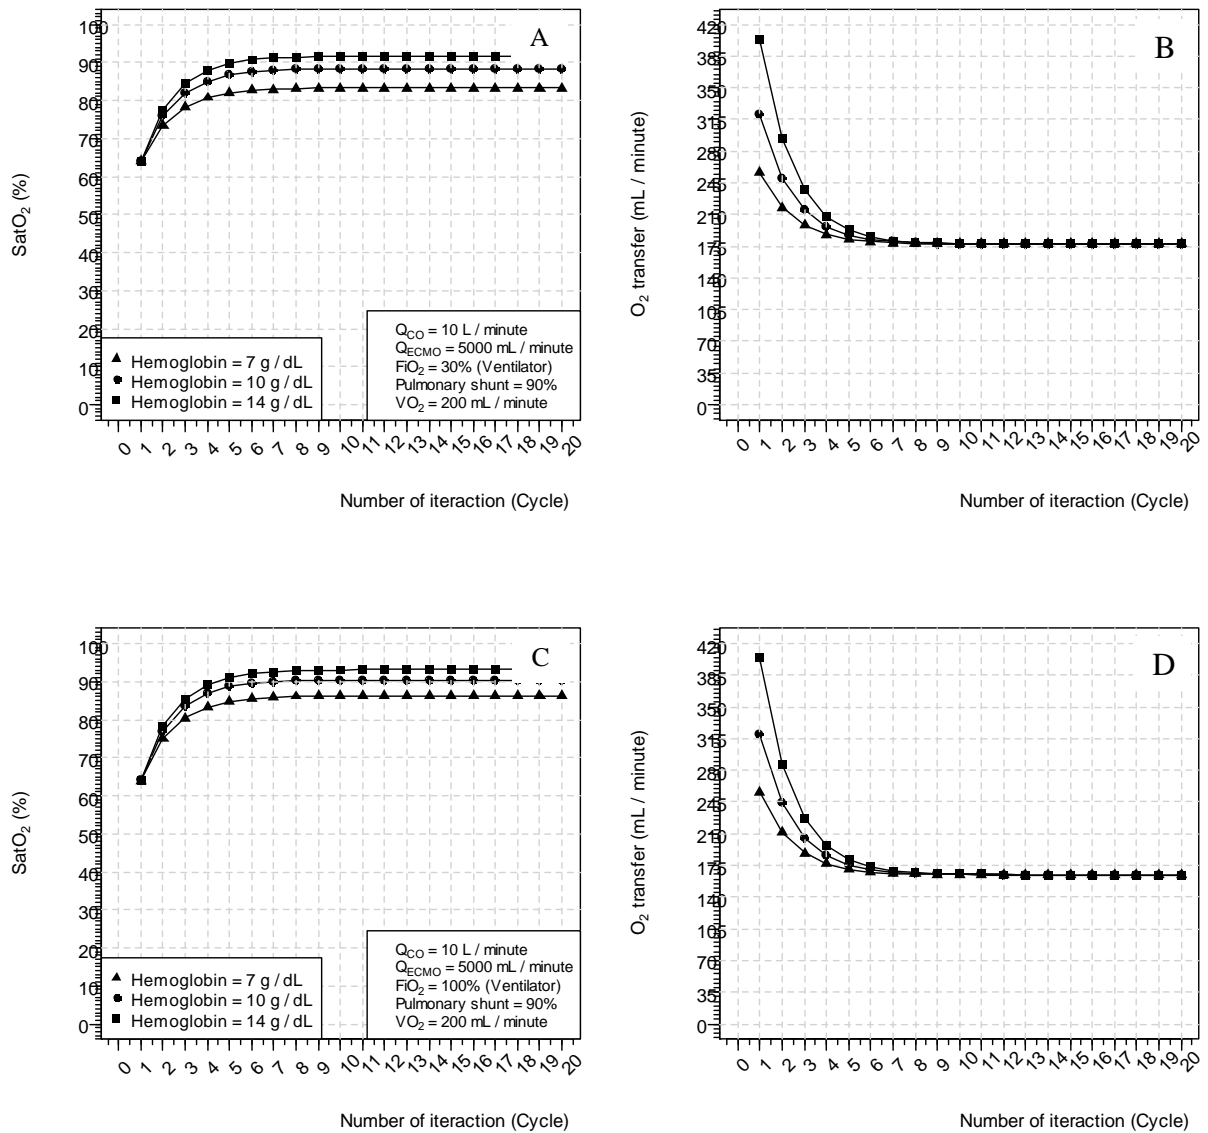 A
SatO2 (%)
100
90
80
70
60
50
40
30
20
10
0
Hemoglobin = 7 g / dL
Hemoglobin = 10 g / dL
Hemoglobin = 14 g / dL
QCO = 10 L / minute
QECMO = 5000 mL / minute
FiO2 = 30% (Ventilator)
Pulmonary shunt = 90%
VO2 = 200 mL / minute
0 1 2 3 4 5 6 7 8 9 10 11 12 13 14 15 16 17 18 19 20
Number of iteraction (Cycle)
B
O2 transfer (mL / minute)
420
385
350
315
280
245
210
175
140
105
70
35
0
0 1 2 3 4 5 6 7 8 9 10 11 12 13 14 15 16 17 18 19 20
Number of iteraction (Cycle)
C
SatO2 (%)
100
90
80
70
60
50
40
30
20
10
0
Hemoglobin = 7 g / dL
Hemoglobin = 10 g / dL
Hemoglobin = 14 g / dL
QCO = 10 L / minute
QECMO = 5000 mL / minute
FiO2 = 100% (Ventilator)
Pulmonary shunt = 90%
VO2 = 200 mL / minute
0 1 2 3 4 5 6 7 8 9 10 11 12 13 14 15 16 17 18 19 20
Number of iteraction (Cycle)
D
O2 transfer (mL / minute)
420
385
350
315
280
245
210
175
140
105
70
35
0
0 1 2 3 4 5 6 7 8 9 10 11 12 13 14 15 16 17 18 19 20
Number of iteraction (Cycle)